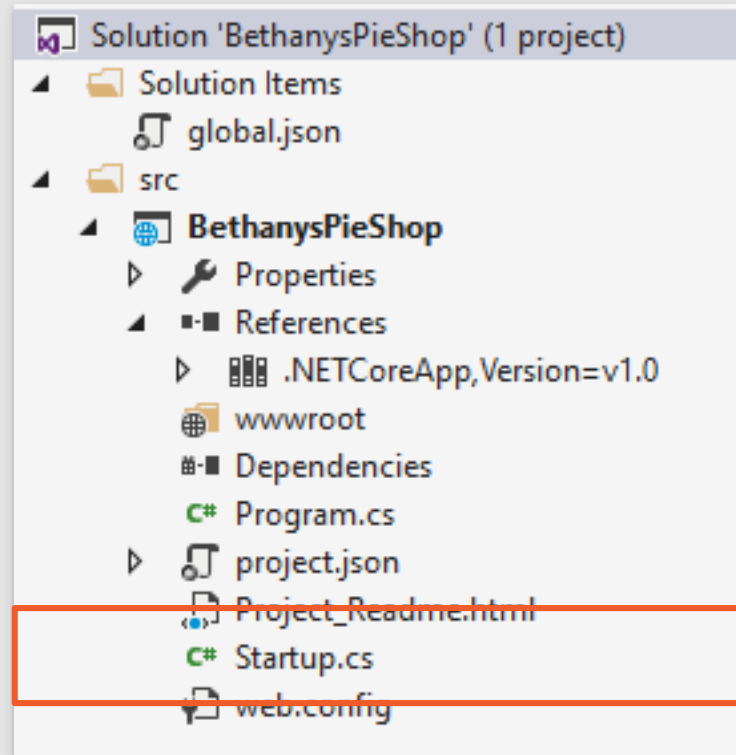 Solution 'BethanysPieShop' (1 project)
Solution Items
global.json
src
BethanysPieShop
Properties
References
.NETCoreApp,Version=v1.0
wwwroot
Dependencies
C# Program.cs
project.json
Project_Readme.html
C# Startup.cs
web.config